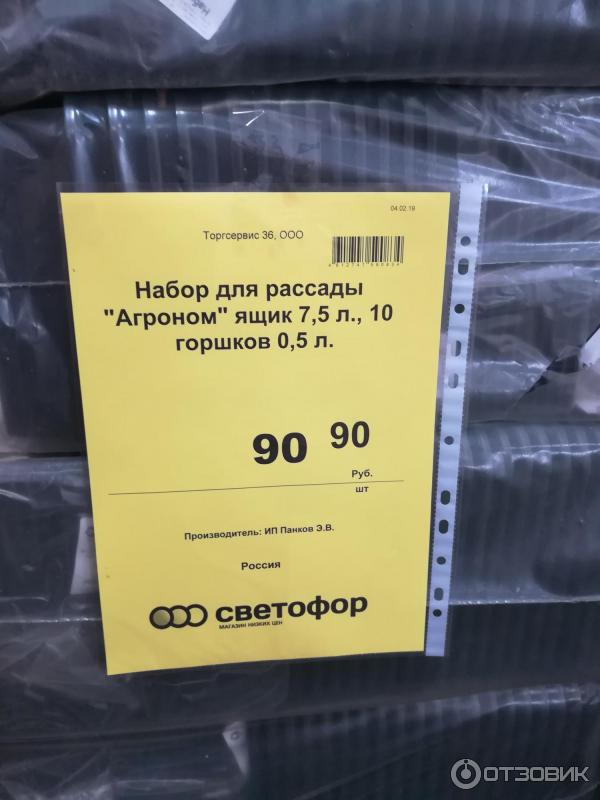 04.02.19
Торгсервис 36, ООО
Набор для рассады
"Агроном" ящик 7,5 л., 10
горшков 0,5 л.
90 90
Руб.
шт
Производитель: ИП Панков Э.В.
Россия
светофор
МАГАЗИН НИЗКИХ ЦЕН
ОТЗОВИК